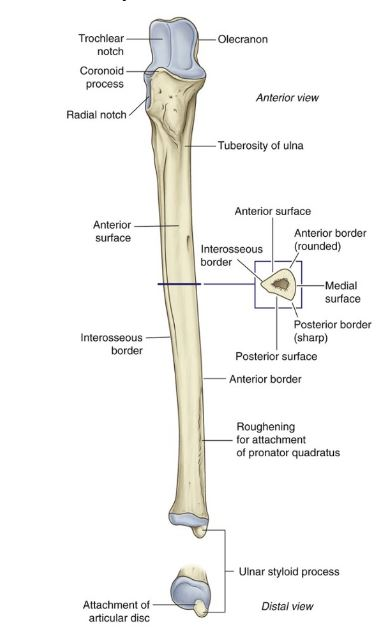 Trochlear
notch
Olecranon
Coronoid
process
Anterior view
Radial notch
Tuberosity of ulna
Anterior surface
Anterior
surface
Anterior border
(rounded)
Interosseous
border
Medial
surface
Posterior border
(sharp)
Interosseous
border
Posterior surface
Anterior border
Roughening
for attachment
of pronator quadratus
Ulnar styloid process
Attachment of
articular disc
Distal view